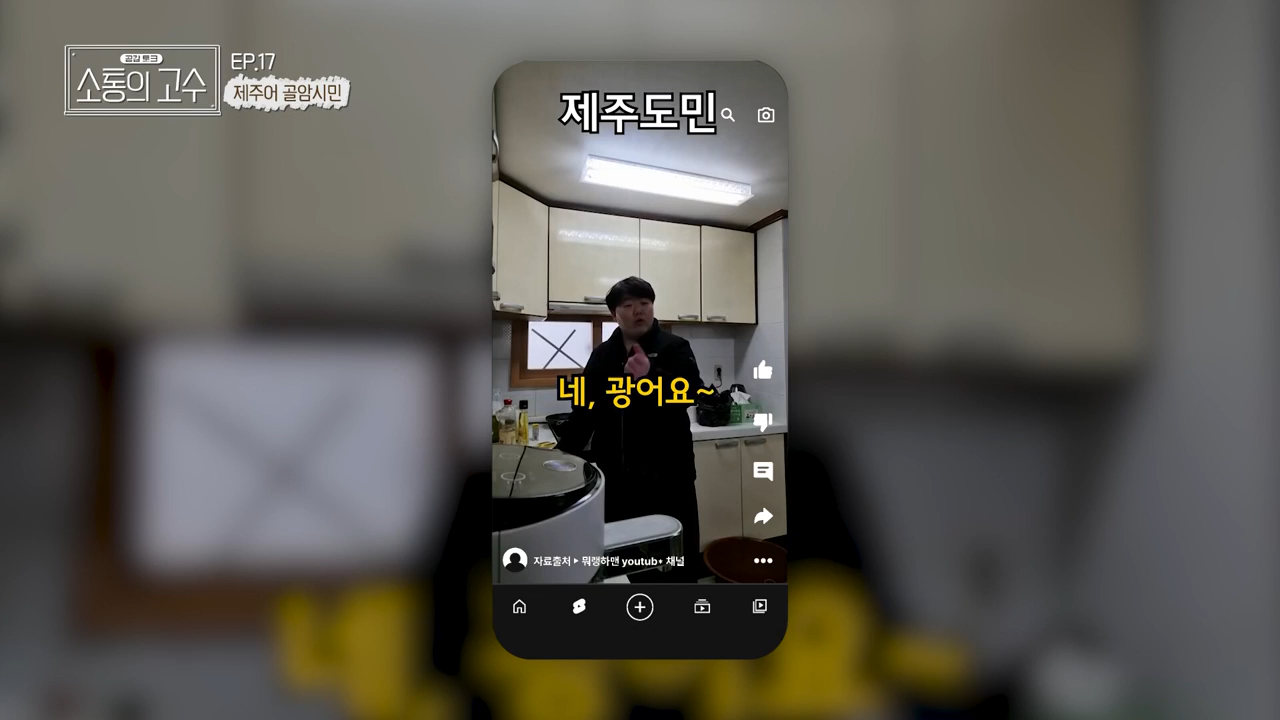 공감 토크
소통의 고수
EP.17
제주어 골암시민
제주도민
네, 광어요~
자료출처 ▸ 뭐랭하맨 youtube 채널